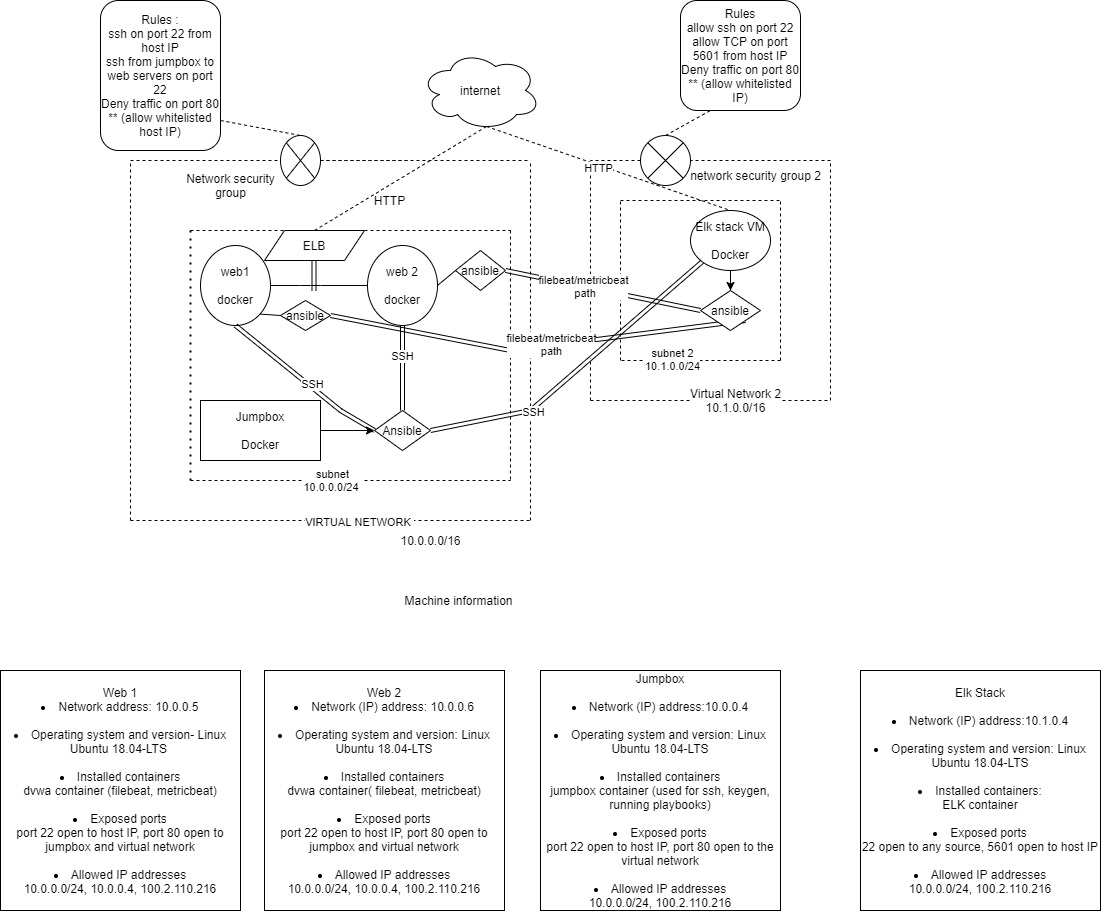 Rules :
ssh on port 22 from
host IP
ssh from jumpbox to
web servers on port
22
Deny traffic on port 80
** (allow whitelisted
host IP)
Rules
allow ssh on port 22
allow TCP on port
5601 from host IP
Deny traffic on port 80
** (allow whitelisted
IP)
internet
Network security
group
HTTP
network security group 2
HTTP
ELB
web1
docker
web 2
docker
ansible
ansible
filebeat/metricbeat
path
filebeat/metricbeat
path
Elk stack VM
Docker
ansible
subnet 2
10.1.0.0/24
Virtual Network 2
10.1.0.0/16
SSH
SSH
SSH
Jumpbox
Docker
Ansible
subnet
10.0.0.0/24
VIRTUAL NETWORK
10.0.0.0/16
Machine information
Web 1
• Network address: 10.0.0.5
• Operating system and version- Linux
Ubuntu 18.04-LTS
• Installed containers
dvwa container (filebeat, metricbeat)
• Exposed ports
port 22 open to host IP, port 80 open to
jumpbox and virtual network
• Allowed IP addresses
10.0.0.0/24, 10.0.0.4, 100.2.110.216
Web 2
• Network (IP) address: 10.0.0.6
• Operating system and version: Linux
Ubuntu 18.04-LTS
• Installed containers
dvwa container( filebeat, metricbeat)
• Exposed ports
port 22 open to host IP, port 80 open to
jumpbox and virtual network
• Allowed IP addresses
10.0.0.0/24, 10.0.0.4, 100.2.110.216
Jumpbox
• Network (IP) address:10.0.0.4
• Operating system and version: Linux
Ubuntu 18.04-LTS
• Installed containers
jumpbox container (used for ssh, keygen,
running playbooks)
• Exposed ports
port 22 open to host IP, port 80 open to the
virtual network
• Allowed IP addresses
10.0.0.0/24, 100.2.110.216
Elk Stack
• Network (IP) address:10.1.0.4
• Operating system and version: Linux
Ubuntu 18.04-LTS
• Installed containers:
ELK container
• Exposed ports
22 open to any source, 5601 open to host IP
• Allowed IP addresses
10.0.0.0/24, 100.2.110.216